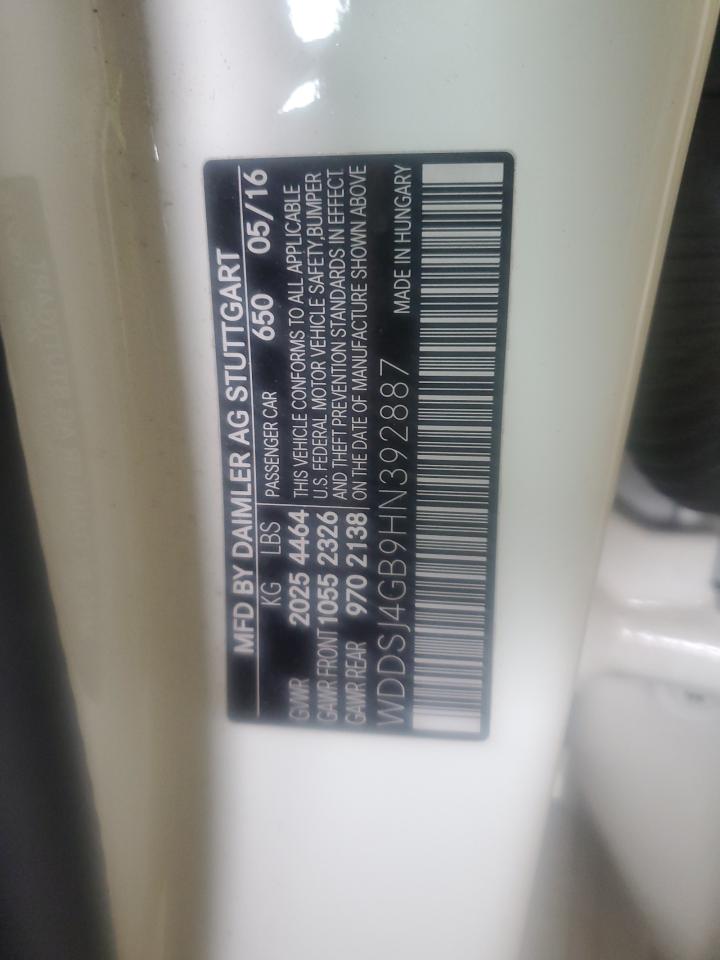 MFD BY DAIMLER AG STUTTGART
KG LBS PASSENGER CAR 650 05/16
GVWR 2025 4464 THIS VEHICLE CONFORMS TO ALL APPLICABLE
GAWR FRONT 1055 2326 U.S. FEDERAL MOTOR VEHICLE SAFETY, BUMPER
GAWR REAR 970 2138 AND THEFT PREVENTION STANDARDS IN EFFECT
ON THE DATE OF MANUFACTURE SHOWN ABOVE
WDDSJ4GB9HN392887 MADE IN HUNGARY